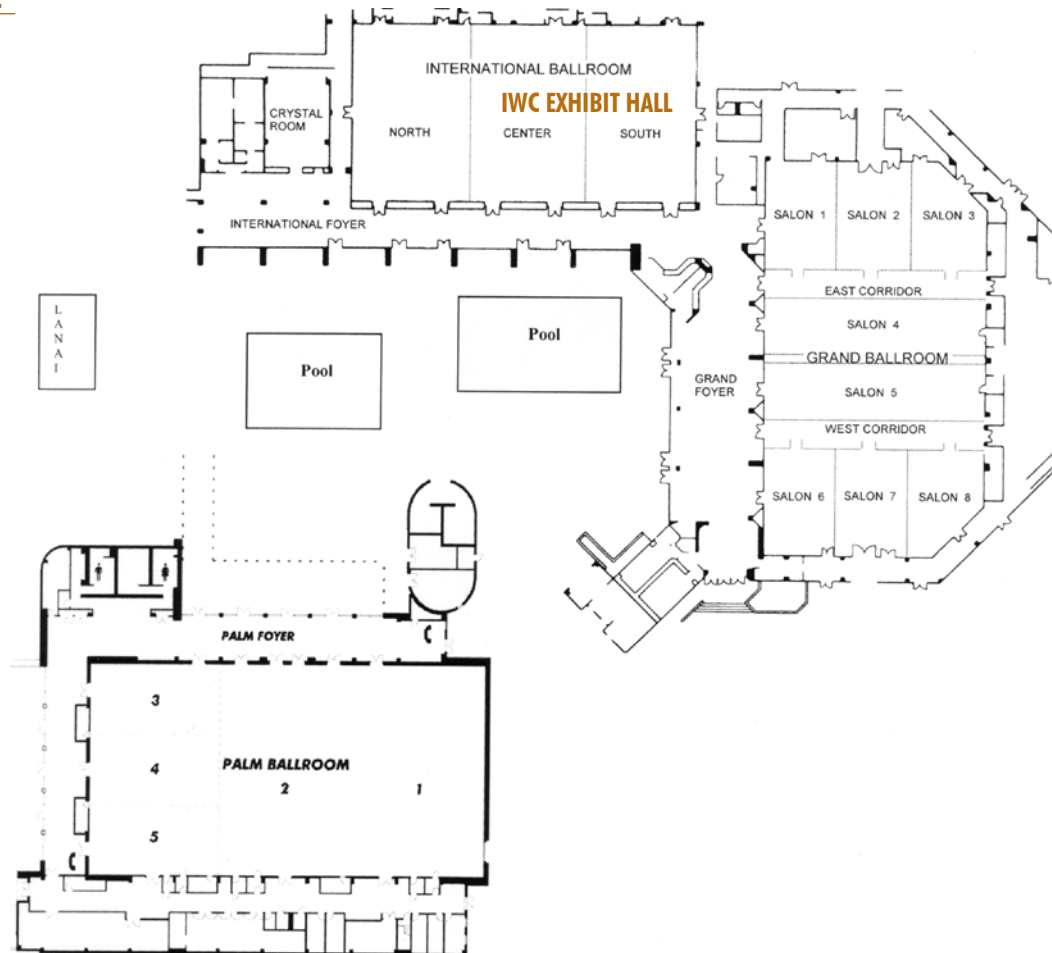 INTERNATIONAL BALLROOM
IWC EXHIBIT HALL
CRYSTAL
ROOM
NORTH
CENTER
SOUTH
INTERNATIONAL FOYER
SALON 1
SALON 2
SALON 3
EAST CORRIDOR
SALON 4
GRAND BALLROOM
SALON 5
WEST CORRIDOR
SALON 6
SALON 7
SALON 8
GRAND
FOYER
LANAI
Pool
Pool
PALM FOYER
3
PALM BALLROOM
4
2
1
5